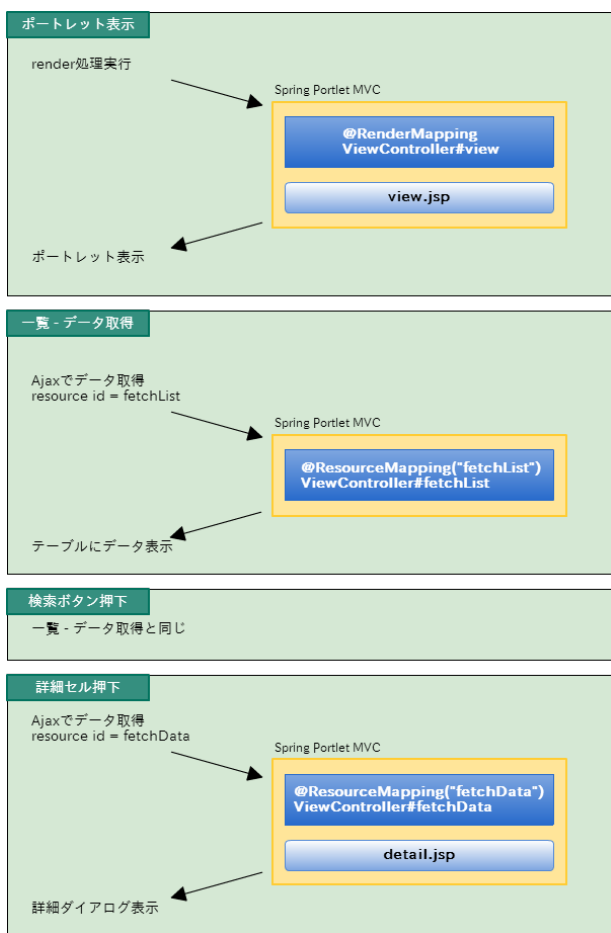 ポートレット表示
render処理実行
Spring Portlet MVC
@RenderMapping
ViewController#view
view.jsp
ポートレット表示
一覧 - データ取得
Ajaxでデータ取得
resource id = fetchList
Spring Portlet MVC
@ResourceMapping("fetchList")
ViewController#fetchList
テーブルにデータ表示
検索ボタン押下
一覧 - データ取得と同じ
詳細セル押下
Ajaxでデータ取得
resource id = fetchData
Spring Portlet MVC
@ResourceMapping("fetchData")
ViewController#fetchData
detail.jsp
詳細ダイアログ表示